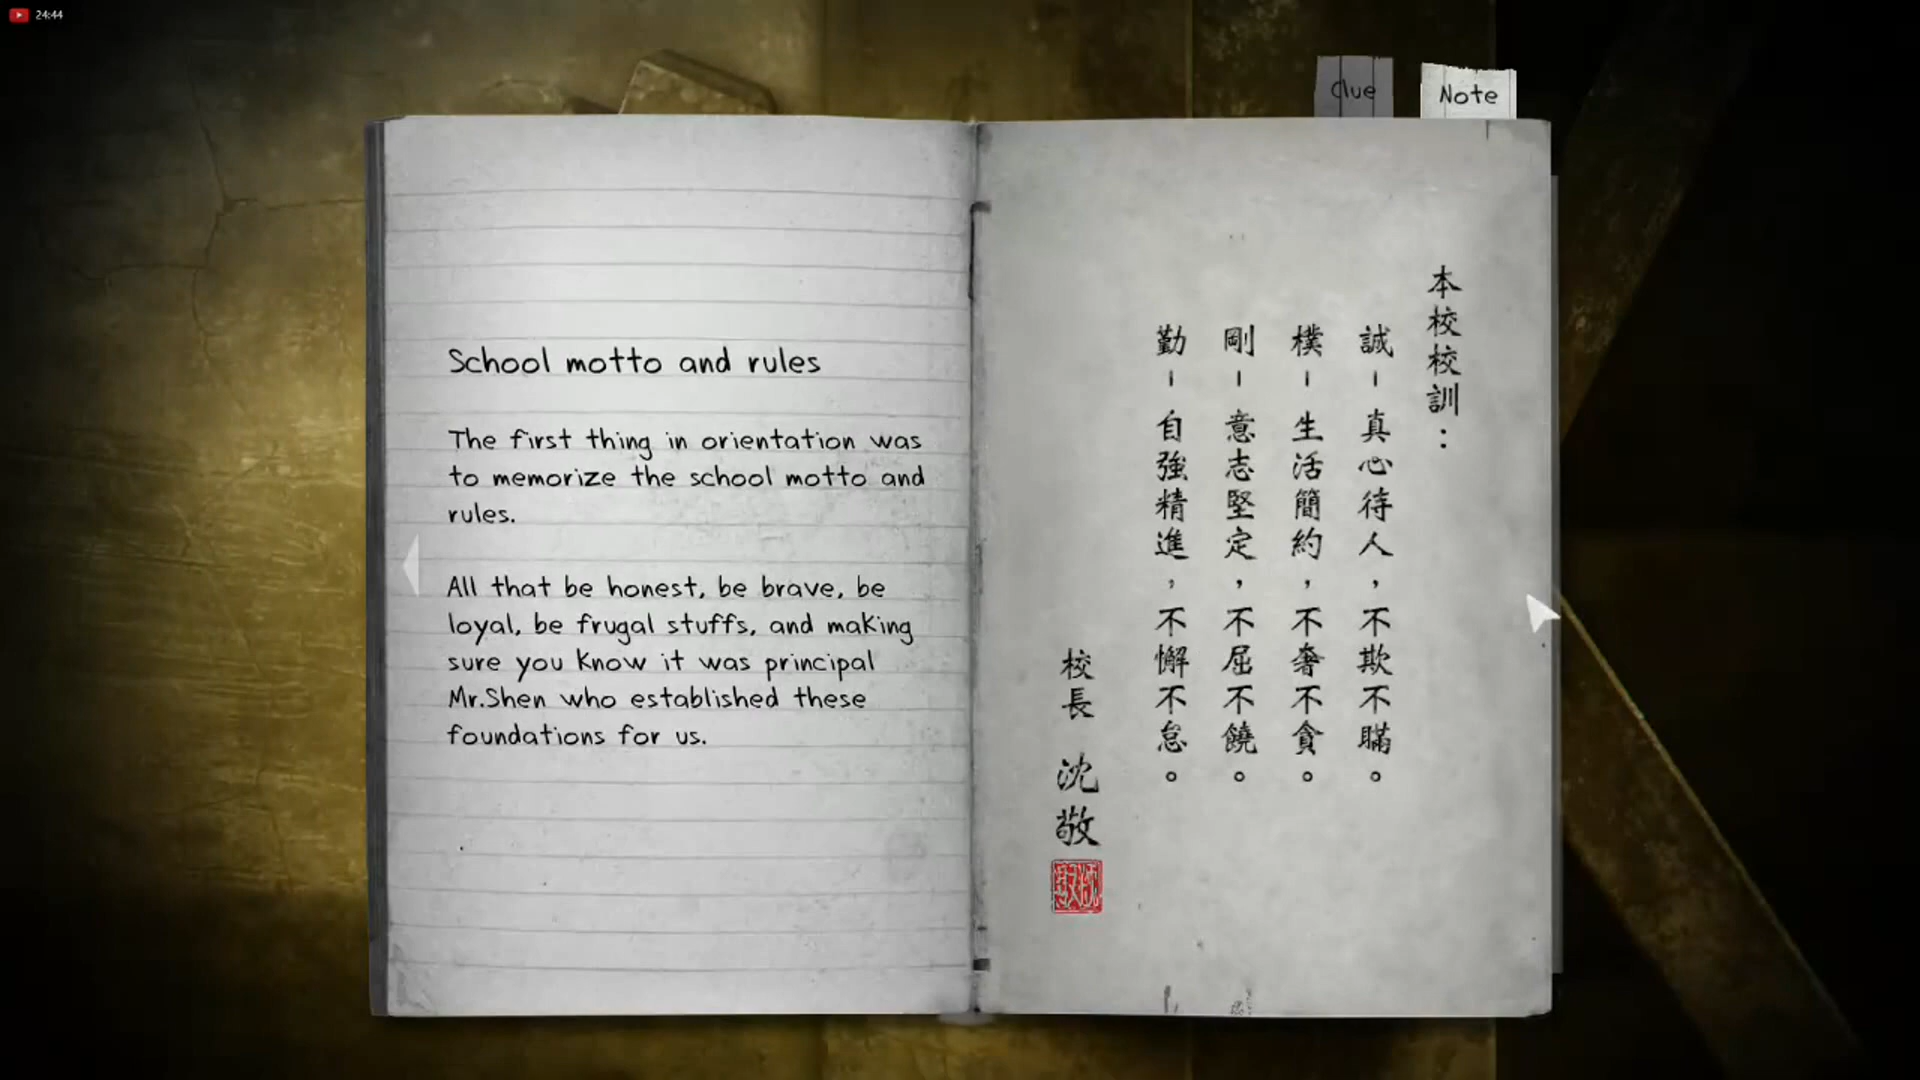 24:44
Clue
Note
School motto and rules
The first thing in orientation was
to memorize the school motto and
rules.
All that be honest, be brave, be
loyal, be frugal stuffs, and making
sure you know it was principal
Mr.Shen who established these
foundations for us.
本校校訓：
誠－真心待人，不欺不瞞。
樸－生活簡約，不奢不貪。
剛－意志堅定，不屈不饒。
勤－自強精進，不懈不怠。
校長 沈敬